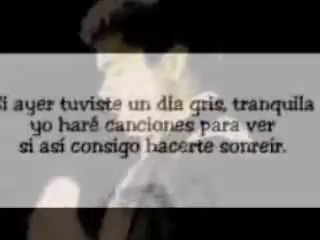 Si ayer tuviste un día gris, tranquila
yo haré canciones para ver
si así consigo hacerte sonreír.